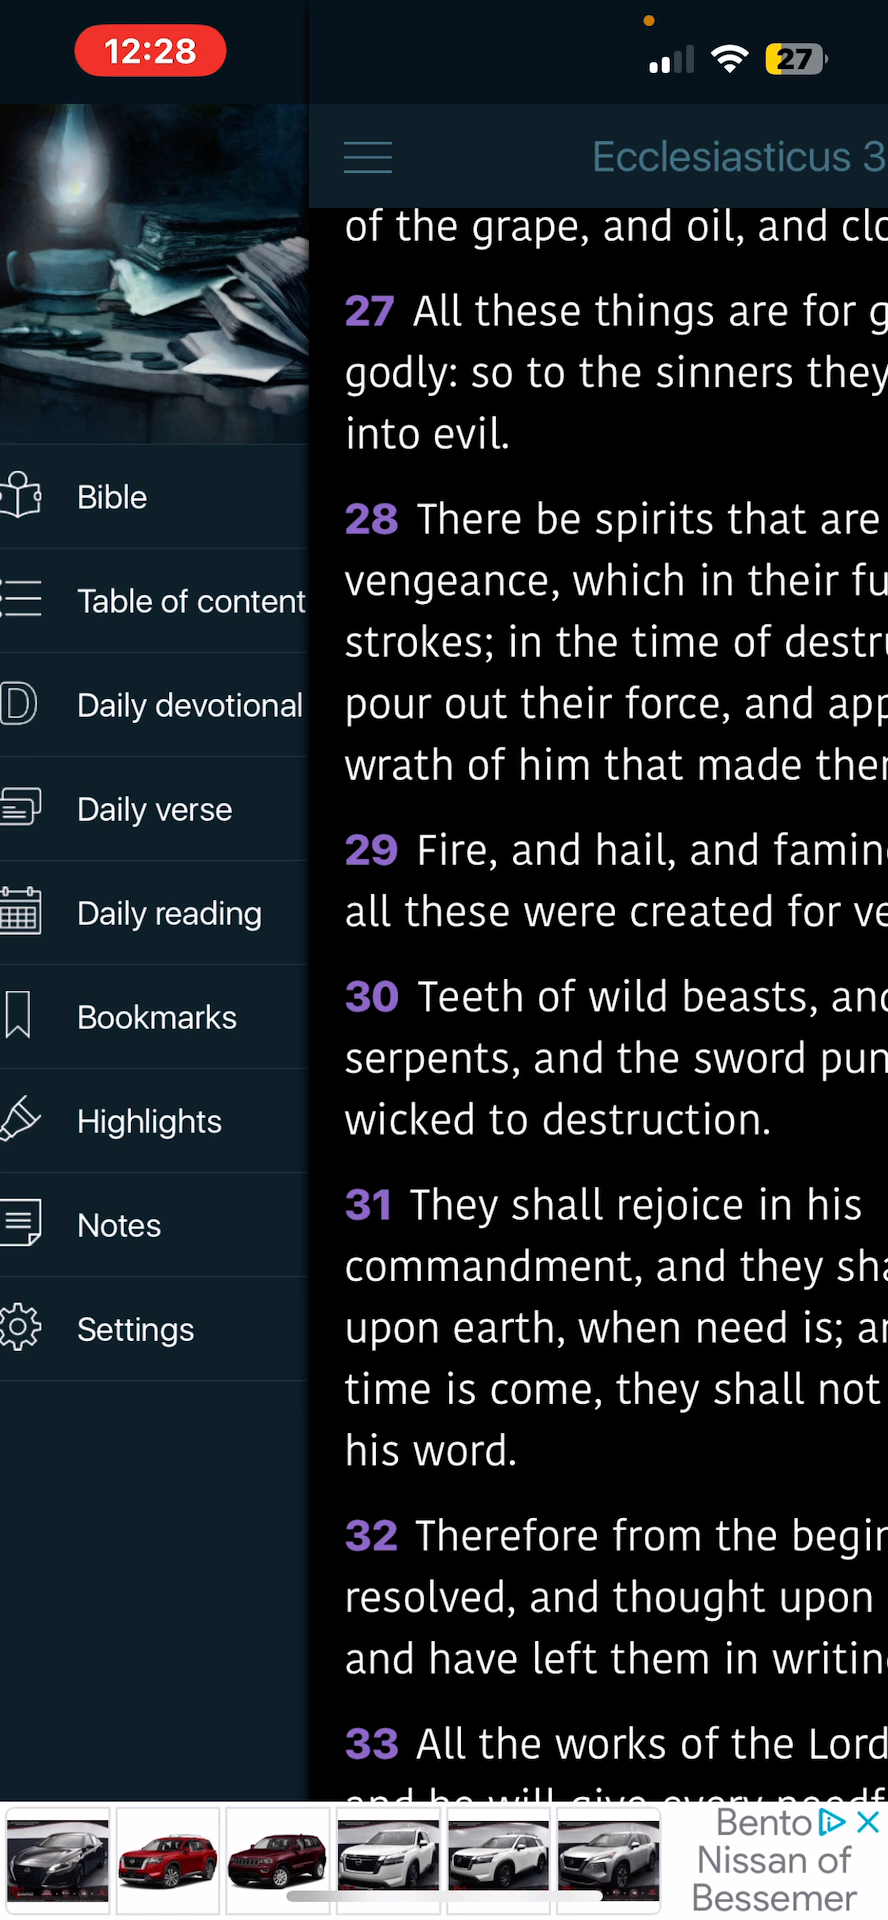 12:28
27
Ecclesiasticus 3
of the grape, and oil, and clo
27 All these things are for g
godly: so to the sinners they
into evil.
28 There be spirits that are
vengeance, which in their fu
strokes; in the time of destru
pour out their force, and app
wrath of him that made the
29 Fire, and hail, and famin
all these were created for ve
30 Teeth of wild beasts, and
serpents, and the sword pun
wicked to destruction.
31 They shall rejoice in his
commandment, and they sha
upon earth, when need is; a
time is come, they shall not
his word.
32 Therefore from the begin
resolved, and thought upon
and have left them in writin
33 All the works of the Lord
Bible
Table of content
Daily devotional
Daily verse
Daily reading
Bookmarks
Highlights
Notes
Settings
Bento
Nissan of
Bessemer